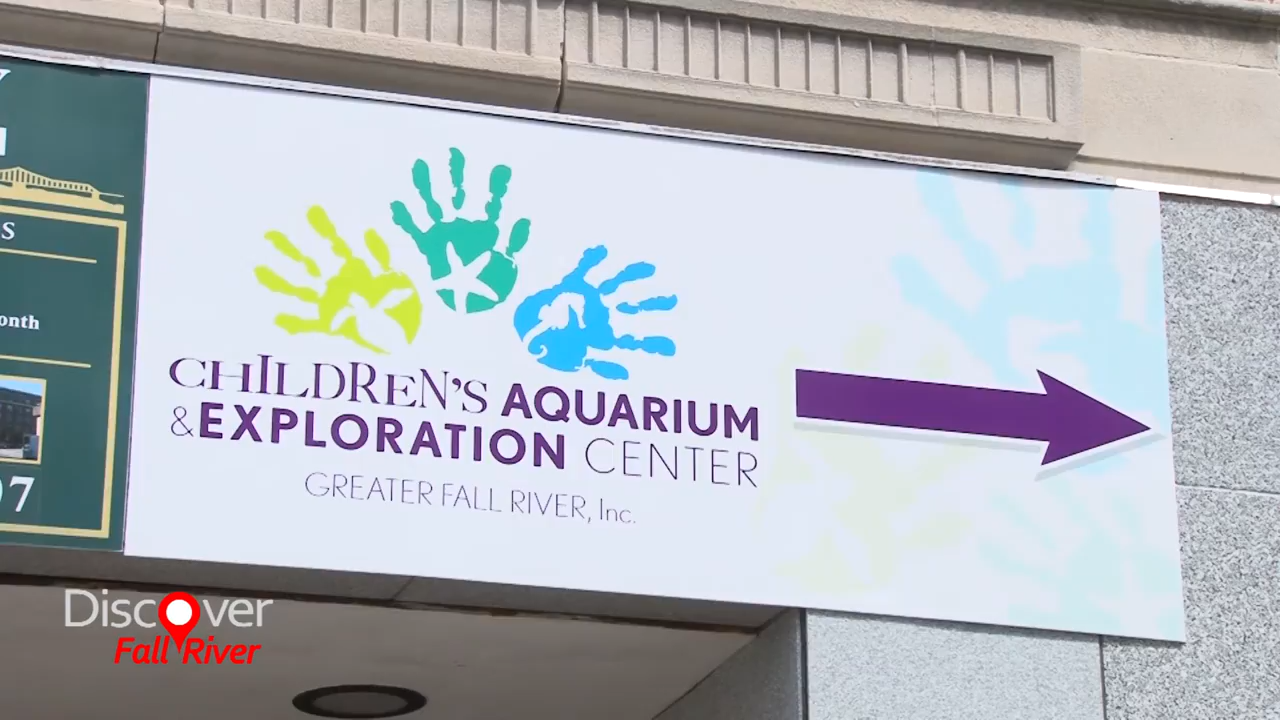 CHILDREN'S AQUARIUM
& EXPLORATION CENTER
GREATER FALL RIVER, Inc.
Discover
Fall River